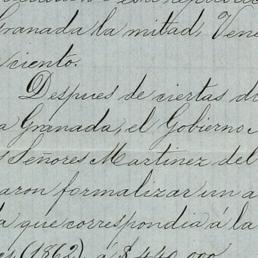 Granada la mitad, Vene
ciento.
Despues de ciertas di
a Granada, el Gobierno
Señores Martinez del
aron formalizar un a
a que correspondia á la
(1862) á $440.000